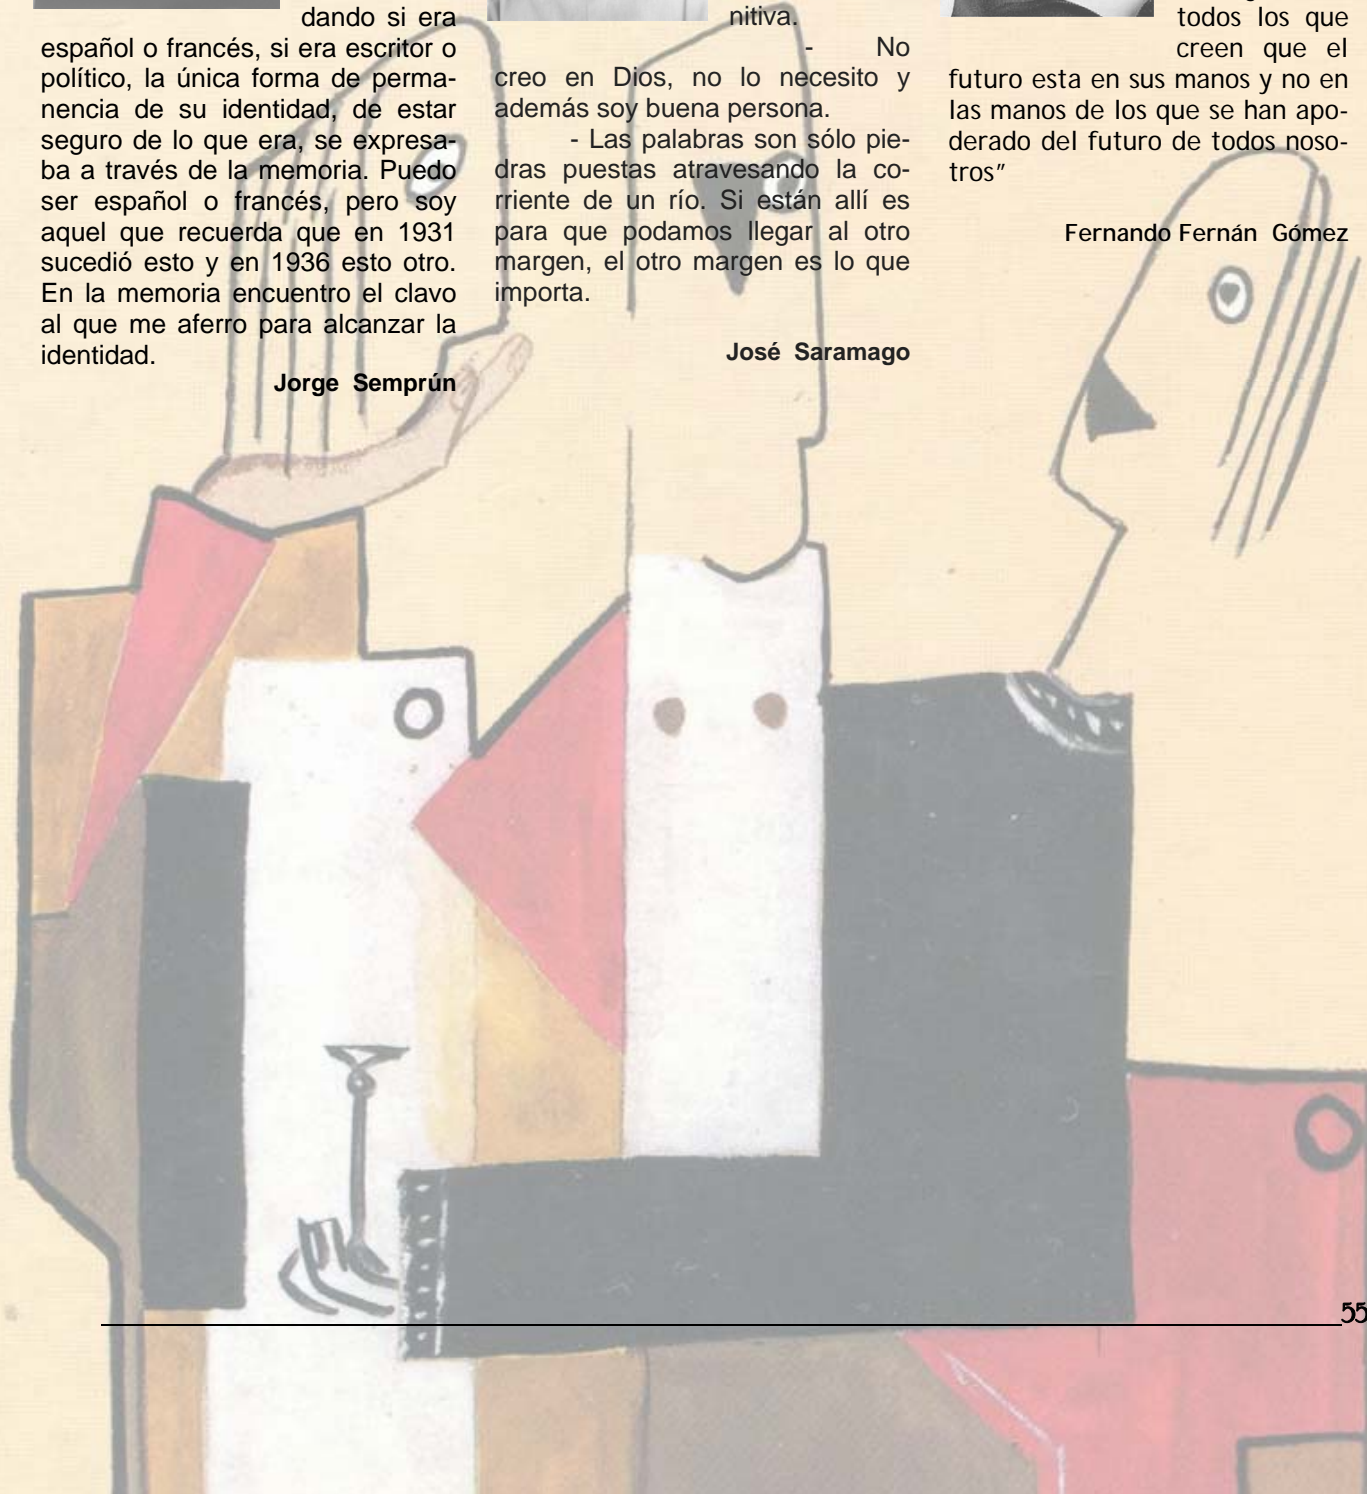 dando si era
español o francés, si era escritor o
político, la única forma de perma-
nencia de su identidad, de estar
seguro de lo que era, se expresa-
ba a través de la memoria. Puedo
ser español o francés, pero soy
aquel que recuerda que en 1931
sucedió esto y en 1936 esto otro.
En la memoria encuentro el clavo
al que me aferro para alcanzar la
identidad.
Jorge Semprún
nitiva.
- No
creo en Dios, no lo necesito y
además soy buena persona.
- Las palabras son sólo pie-
dras puestas atravesando la co-
rriente de un río. Si están allí es
para que podamos llegar al otro
margen, el otro margen es lo que
importa.
José Saramago
todos los que
creen que el
futuro esta en sus manos y no en
las manos de los que se han apo-
derado del futuro de todos noso-
tros”
Fernando Fernán Gómez
55